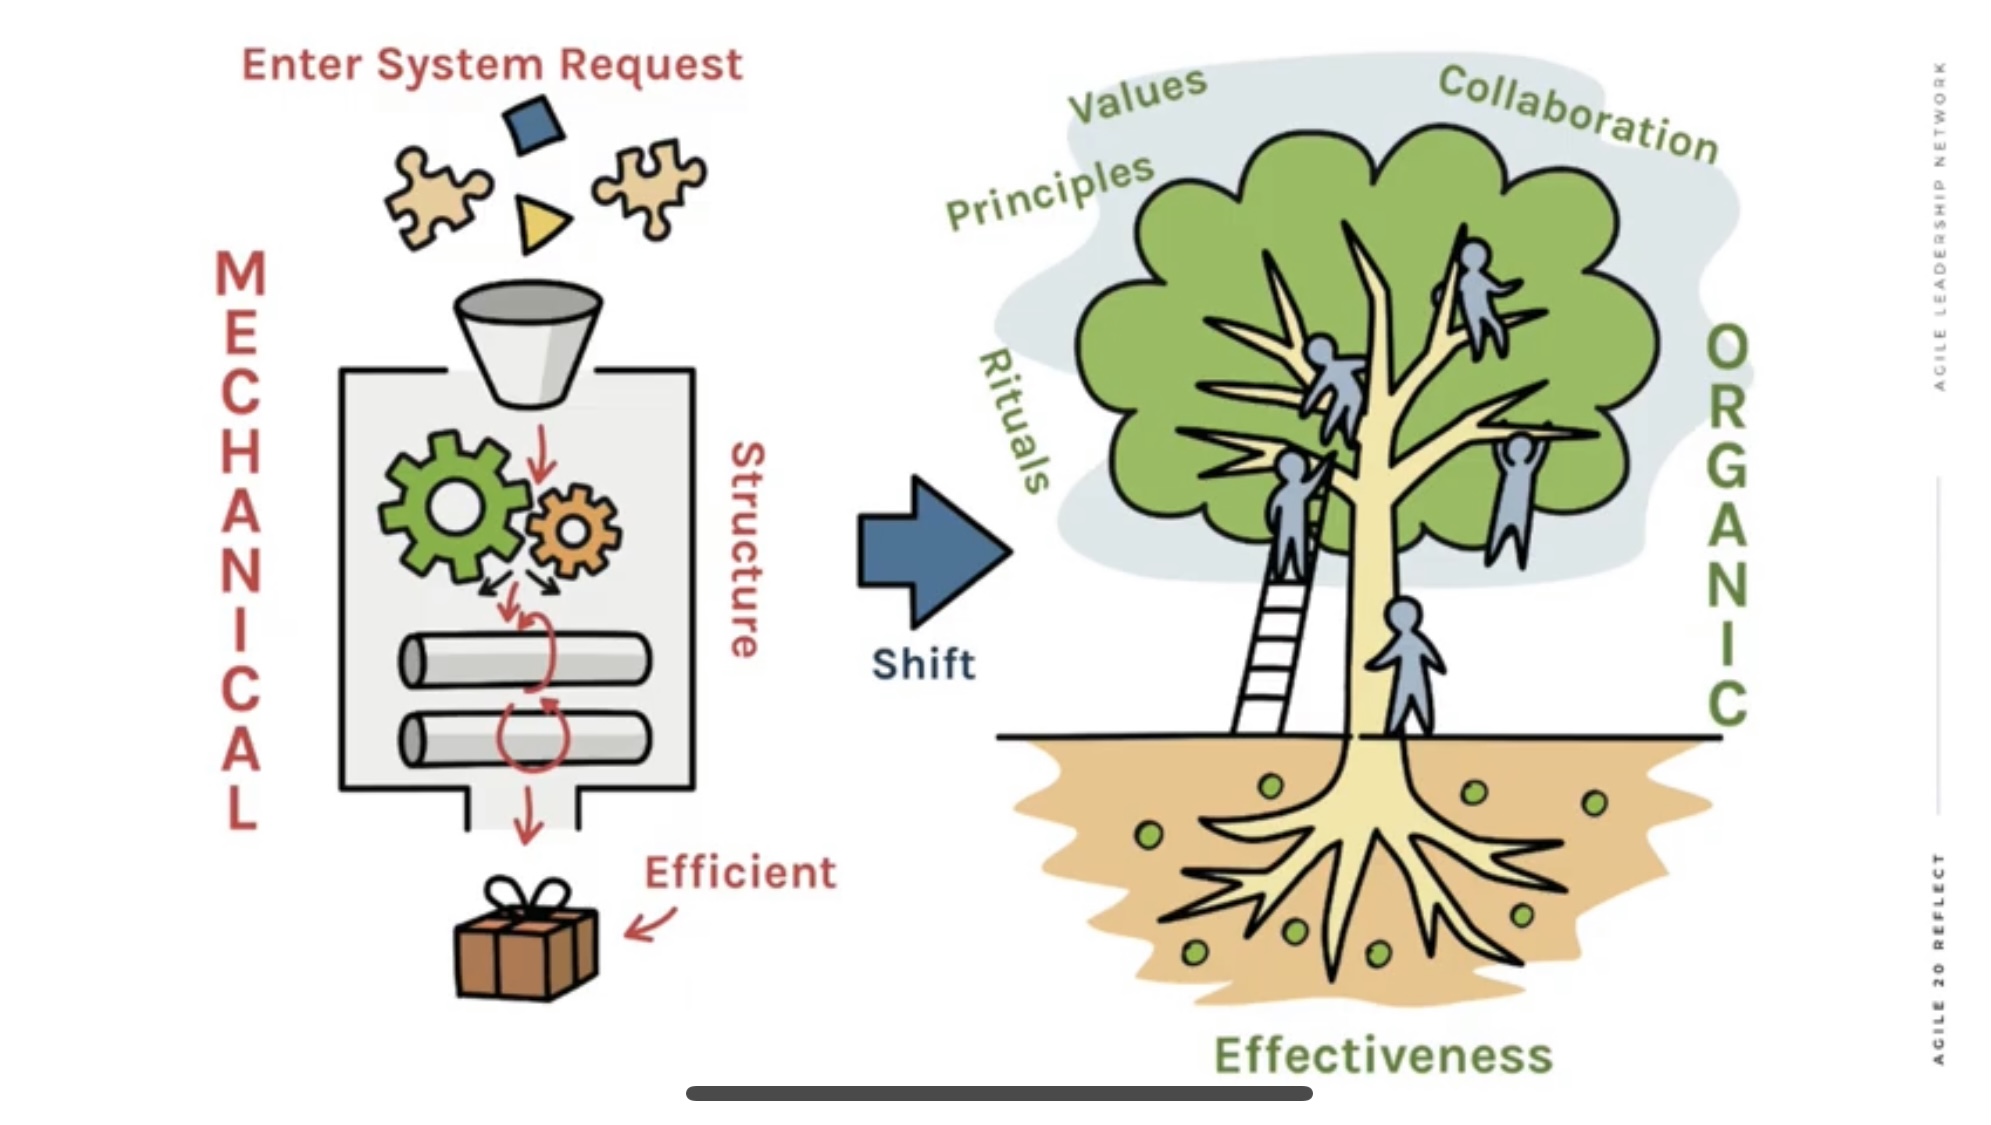 Enter System Request
MECHANICAL
Structure
Efficient
Shift
Values
Collaboration
Principles
Rituals
ORGANIC
Effectiveness
AGILE LEADERSHIP NETWORK
AGILE 20 REFLECT